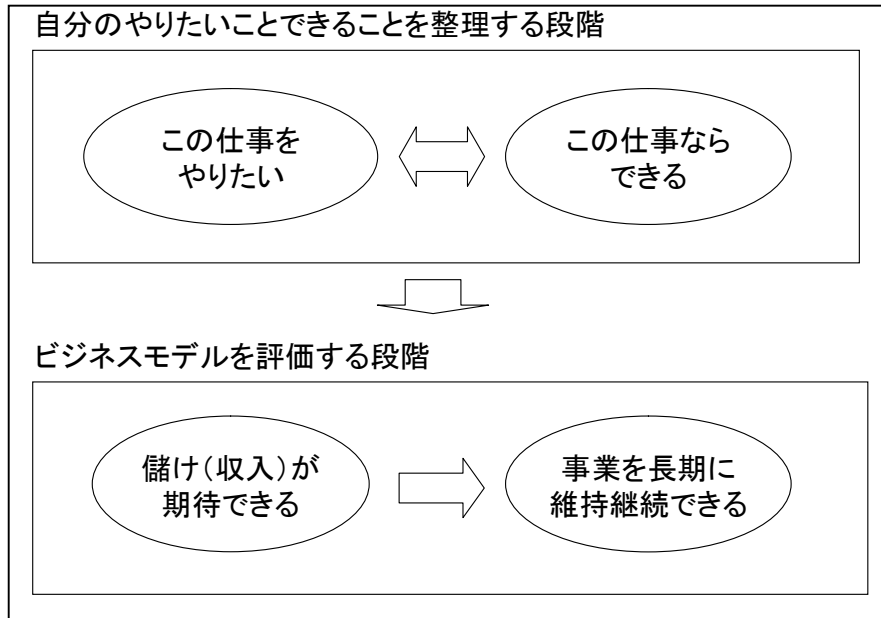 自分のやりたいことできることを整理する段階
この仕事を
やりたい
この仕事なら
できる
ビジネスモデルを評価する段階
儲け(収入)が
期待できる
事業を長期に
維持継続できる